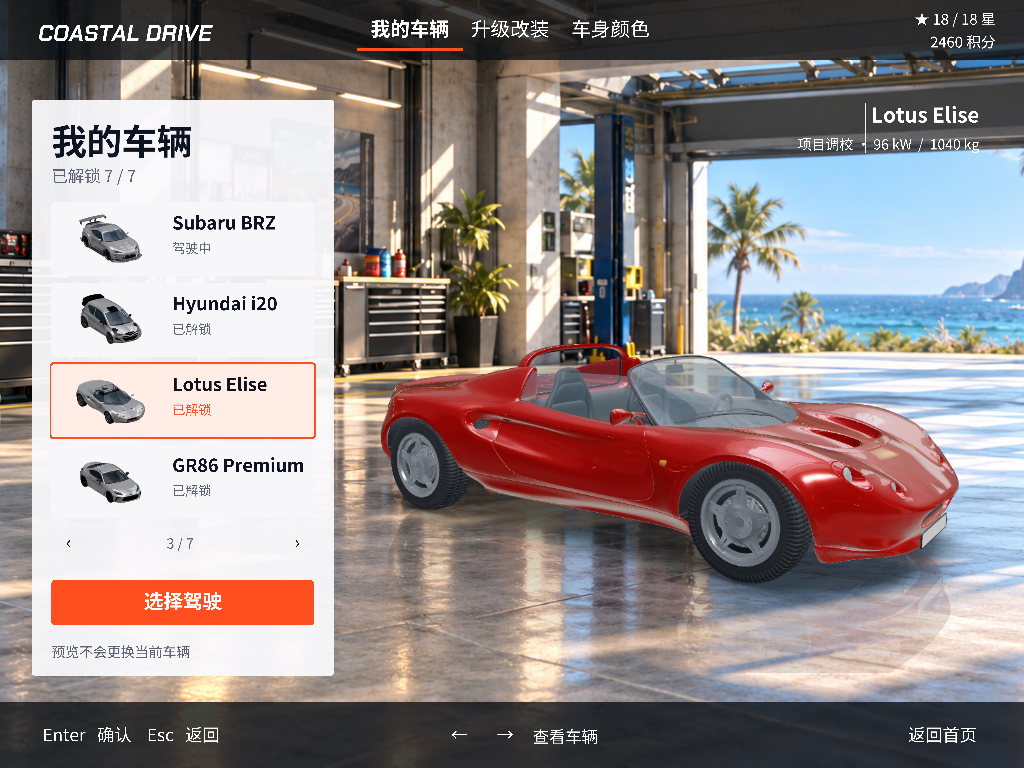 COASTAL DRIVE
我的车辆 升级改装 车身颜色
★ 18 / 18 星
2460 积分
Lotus Elise
项目调校 • 96 kW / 1040 kg
我的车辆
已解锁 7 / 7
Subaru BRZ
驾驶中
Hyundai i20
已解锁
Lotus Elise
已解锁
GR86 Premium
已解锁
‹ 3 / 7 ›
选择驾驶
预览不会更换当前车辆
Enter 确认 Esc 返回
← → 查看车辆
返回首页